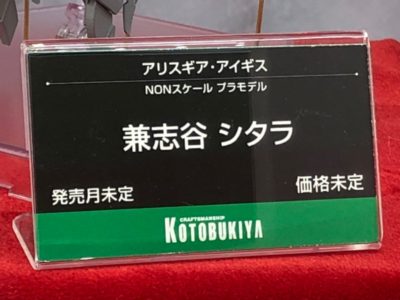 アリスギア・アイギス
NONスケール プラモデル
兼志谷 シタラ
発売月未定
価格未定
CRAFTSMANSHIP
KOTOBUKIYA